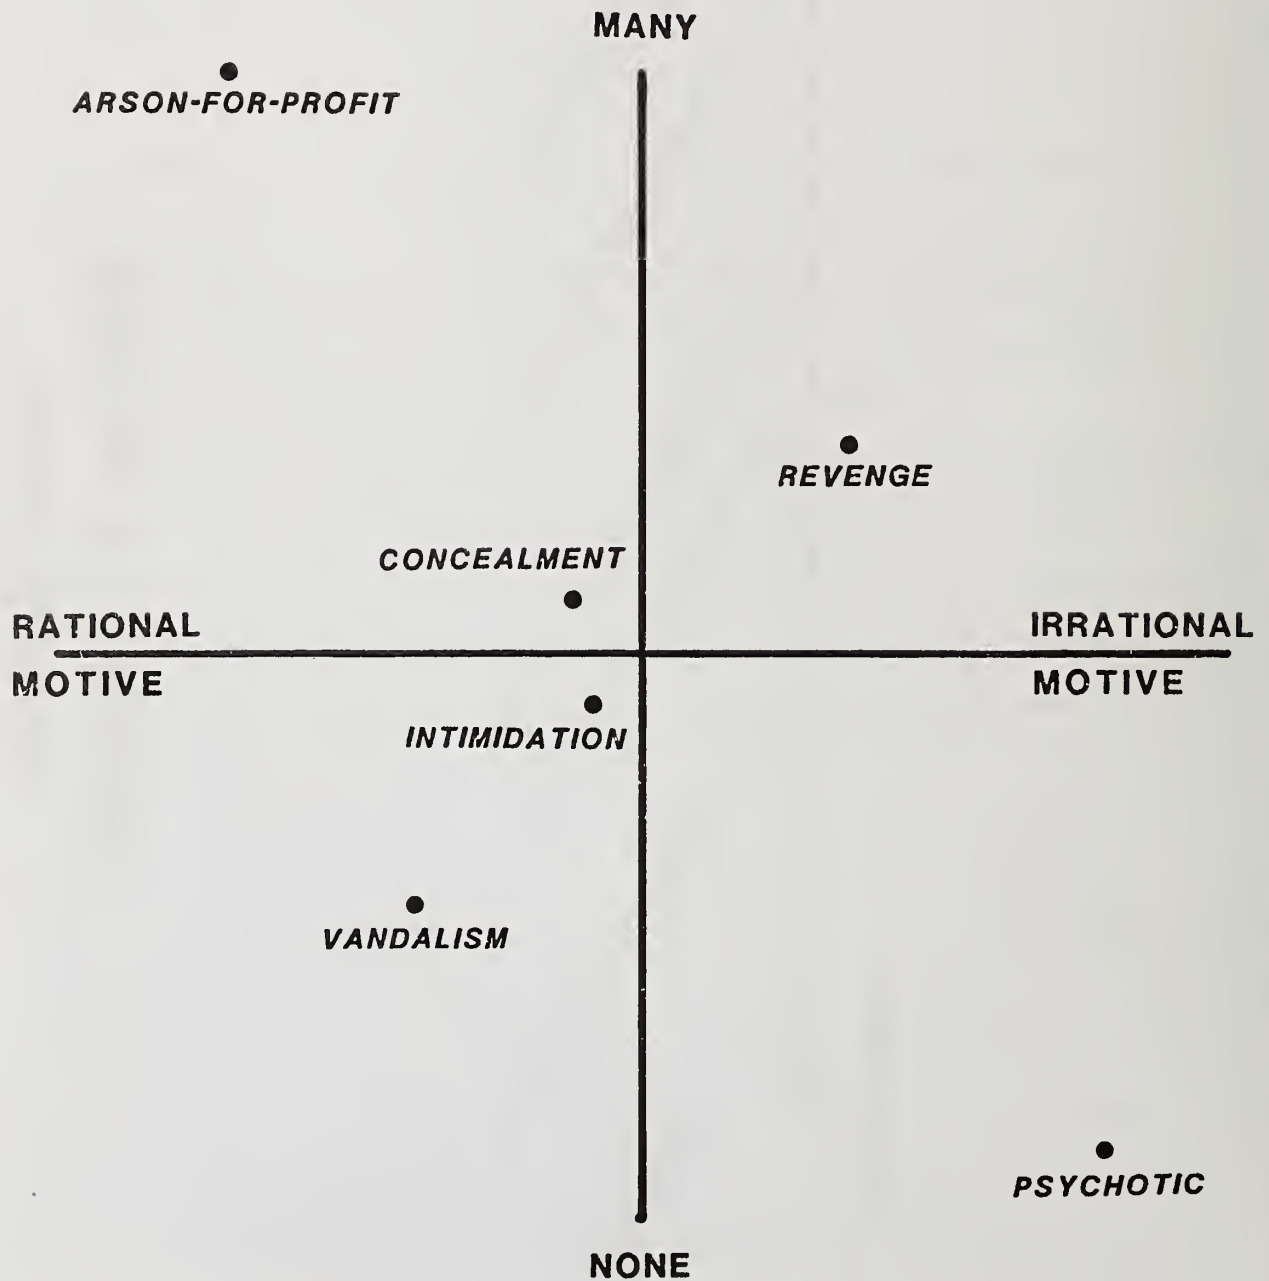 MANY
ARSON-FOR-PROFIT
REVENGE
CONCEALMENT
RATIONAL
MOTIVE
IRRATIONAL
MOTIVE
INTIMIDATION
VANDALISM
PSYCHOTIC
NONE